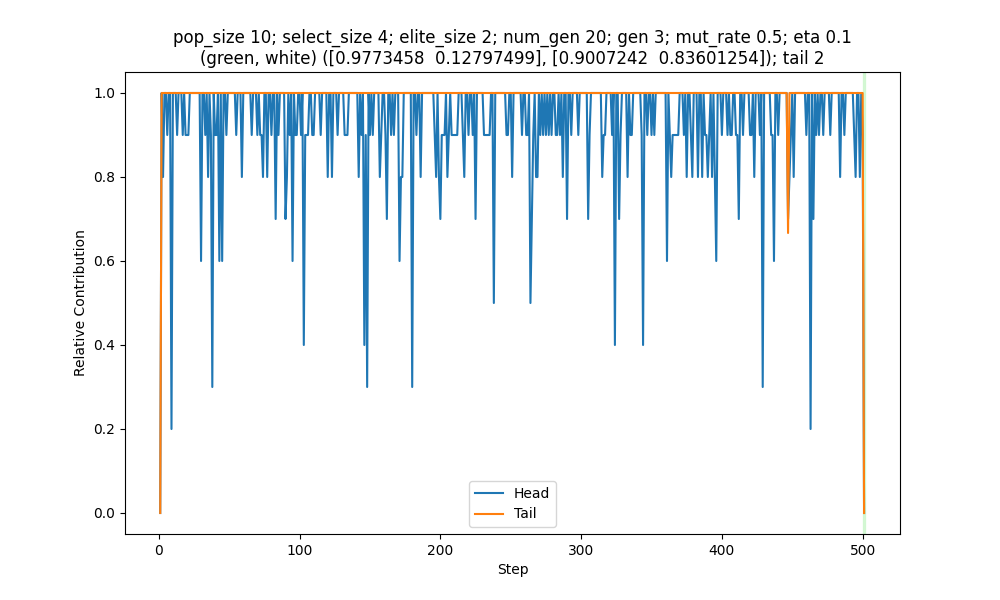 pop_size 10; select_size 4; elite_size 2; num_gen 20; gen 3; mut_rate 0.5; eta 0.1
(green, white) ([0.9773458  0.12797499], [0.9007242  0.83601254]); tail 2
1.0
0.8
0.6
0.4
0.2
0.0
Relative Contribution
Head
Tail
0
100
200
300
400
500
Step